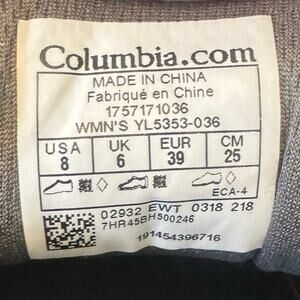 Columbia.com
MADE IN CHINA
Fabriqué en Chine
1757171036
WMN'S YL5353-036
USA UK EUR CM
8 6 39 25
ECA-4
02932 EWT 0318 218
7HR45BH500246
191454396716